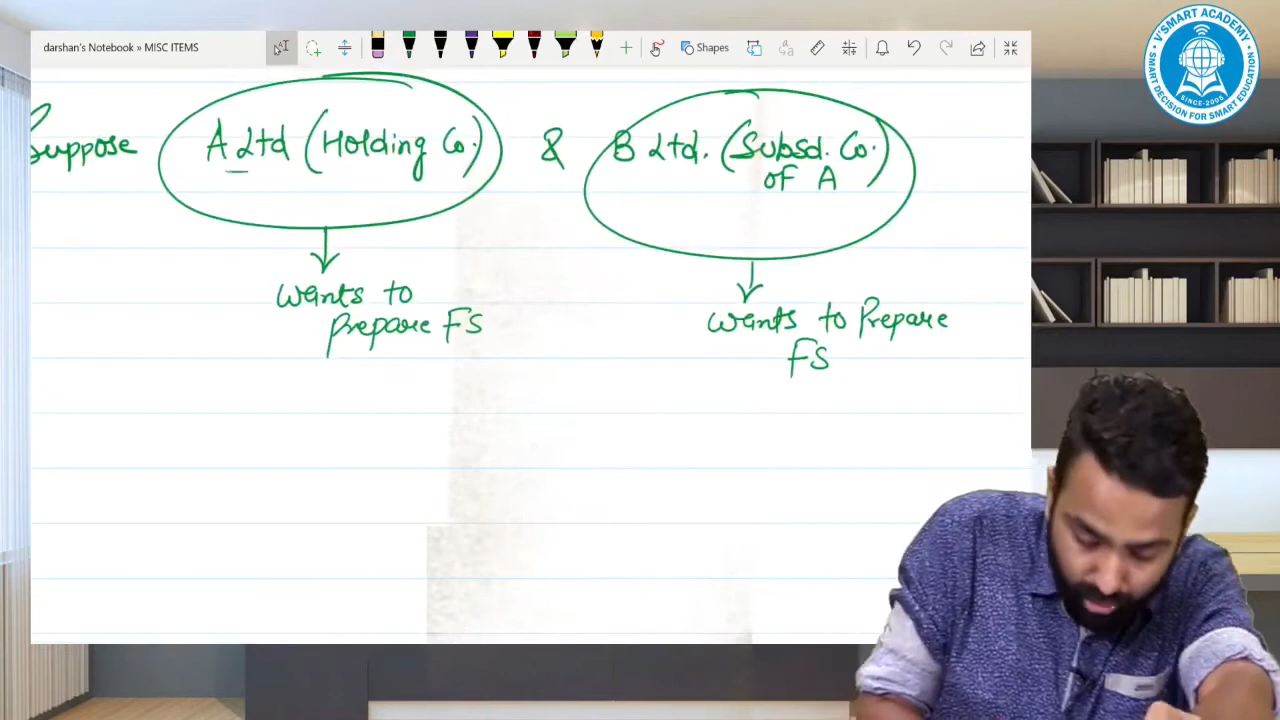 darshan's Notebook » MISC ITEMS
Shapes
V'SMART ACADEMY
SINCE-2005
SMART DECISION FOR SMART EDUCATION
Suppose A Ltd (Holding Co.) & B Ltd. (Subsd. Co.
of A)
Wants to
prepare FS
Wants to Prepare
FS